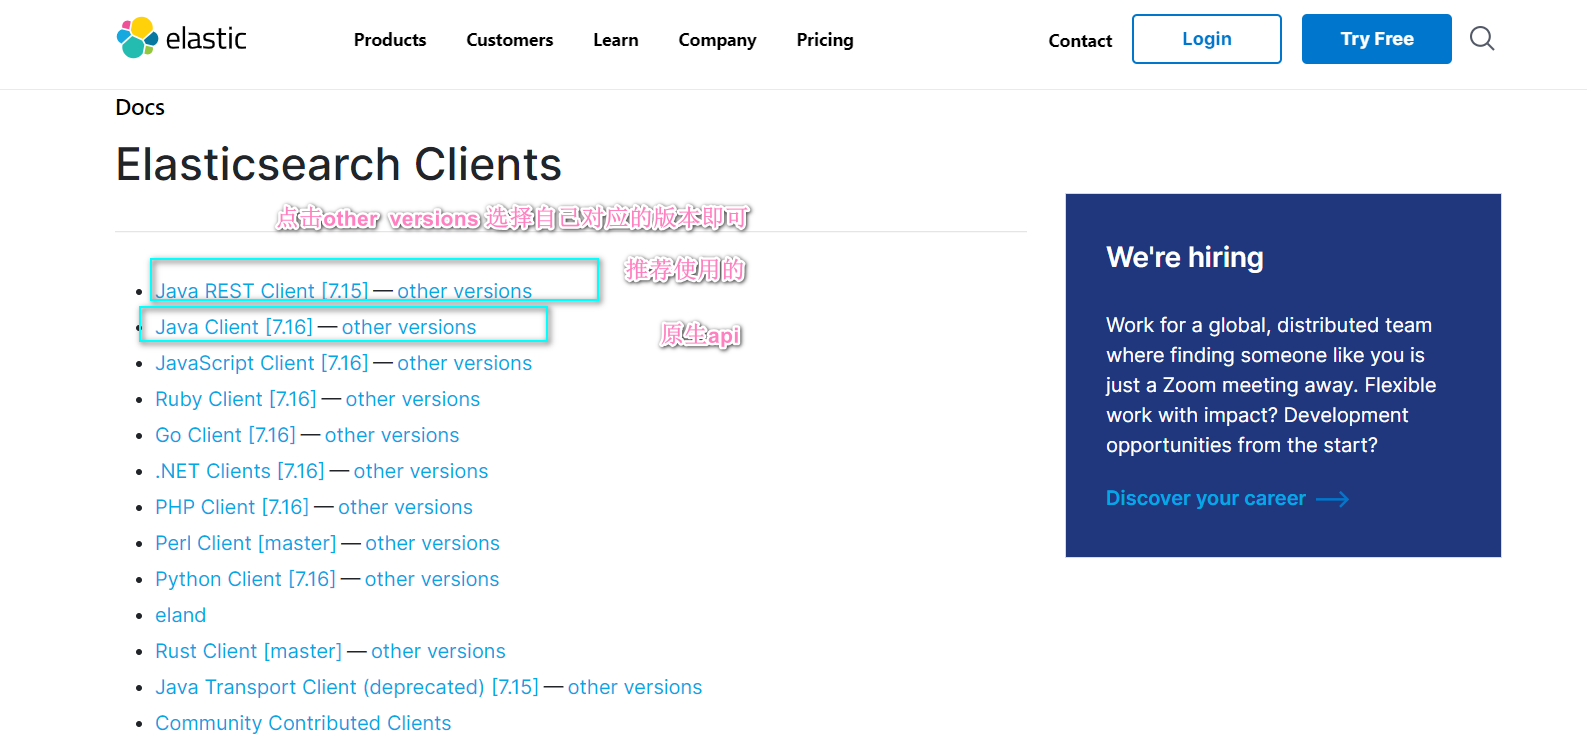 elastic
Products Customers Learn Company Pricing Contact Login Try Free
Docs
Elasticsearch Clients
点击other versions 选择自己对应的版本即可
Java REST Client [7.15] — other versions
推荐使用的
Java Client [7.16] — other versions
原生api
JavaScript Client [7.16] — other versions
Ruby Client [7.16] — other versions
Go Client [7.16] — other versions
.NET Clients [7.16] — other versions
PHP Client [7.16] — other versions
Perl Client [master] — other versions
Python Client [7.16] — other versions
eland
Rust Client [master] — other versions
Java Transport Client (deprecated) [7.15] — other versions
Community Contributed Clients
We're hiring
Work for a global, distributed team
where finding someone like you is
just a Zoom meeting away. Flexible
work with impact? Development
opportunities from the start?
Discover your career